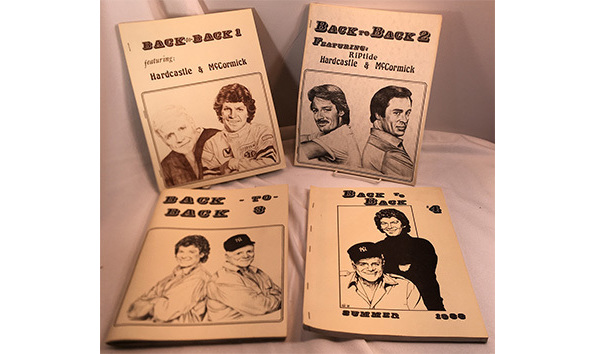 BACK to BACK 1
featuring:
Hardcastle & McCormick
BACK TO BACK 2
FEATURING:
RIPTIDE
Hardcastle & McCormick
BACK - TO -
BACK 3
BACK TO
BACK '4
SUMMER 1988